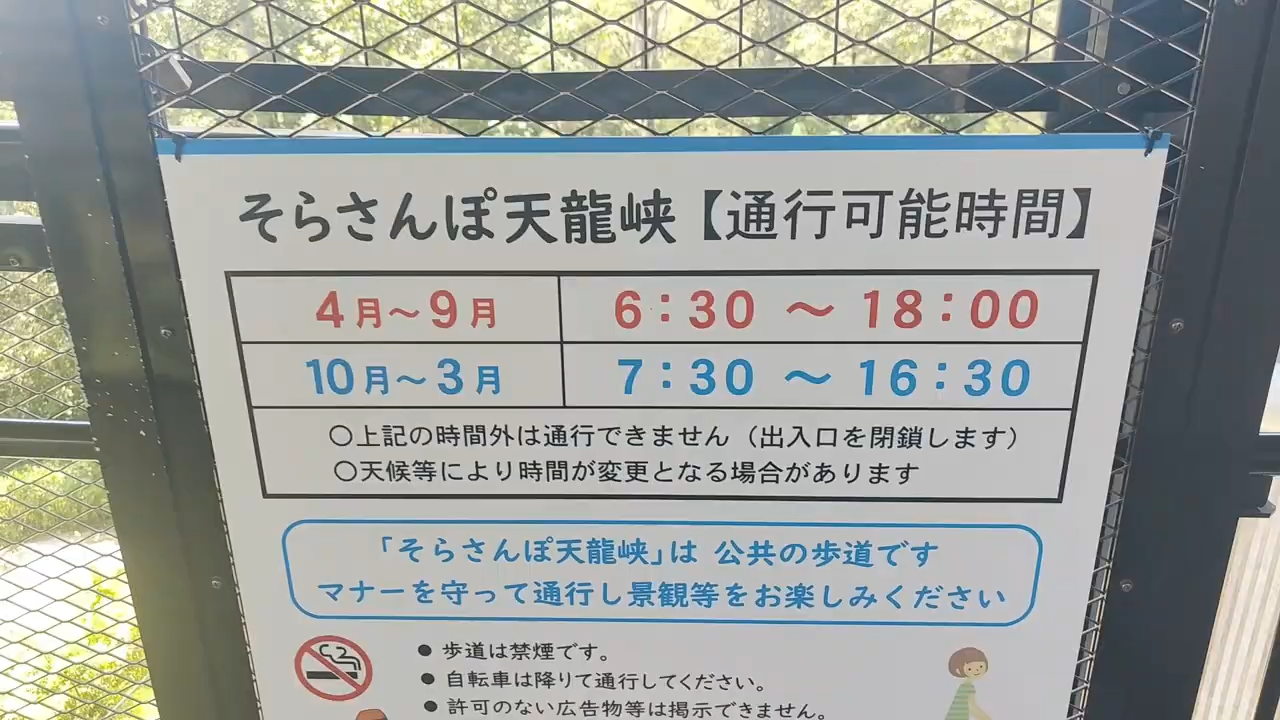 そらさんぽ天龍峡【通行可能時間】
4月～9月 6:30 ～ 18:00
10月～3月 7:30 ～ 16:30
○上記の時間外は通行できません（出入口を閉鎖します）
○天候等により時間が変更となる場合があります
「そらさんぽ天龍峡」は 公共の歩道です
マナーを守って通行し景観等をお楽しみください
● 歩道は禁煙です。
● 自転車は降りて通行してください。
● 許可のない広告物等は掲示できません。